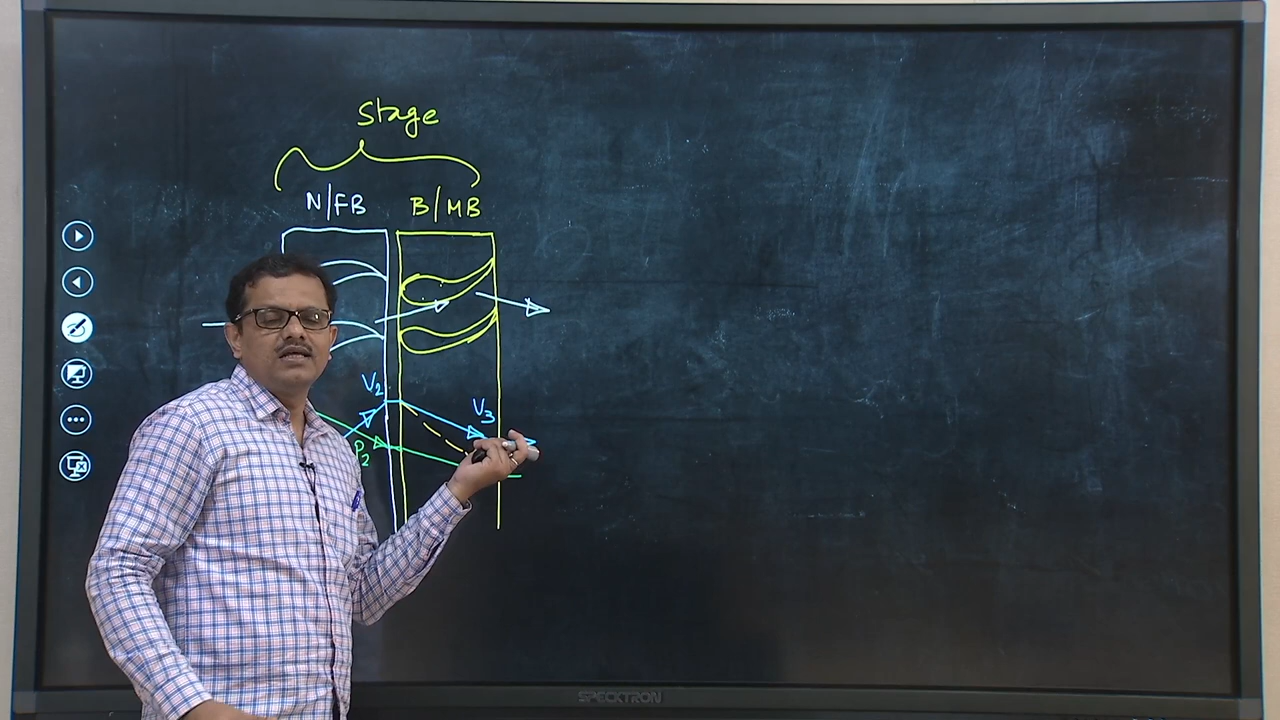 Stage
N/FB B/MB
V₂
V₃
P₂
SPECKTRON